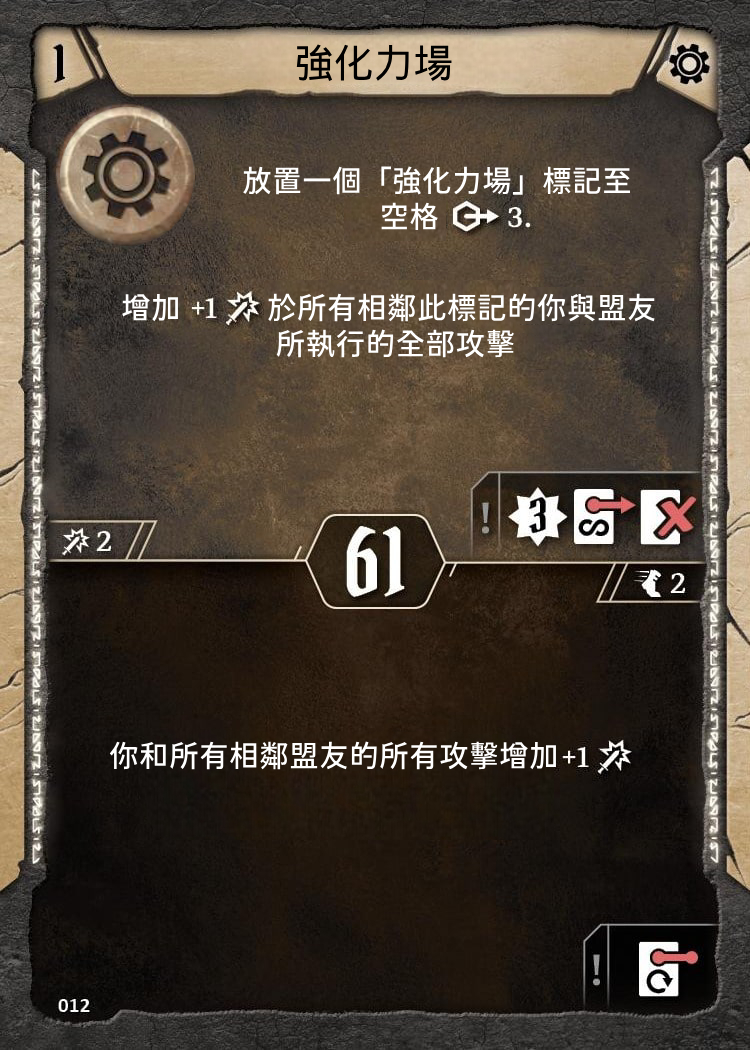 1
強化力場
放置一個「強化力場」標記至
空格 3.
增加 +1 於所有相鄰此標記的你與盟友
所執行的全部攻擊
! 3
2
61
2
你和所有相鄰盟友的所有攻擊增加+1
!
012